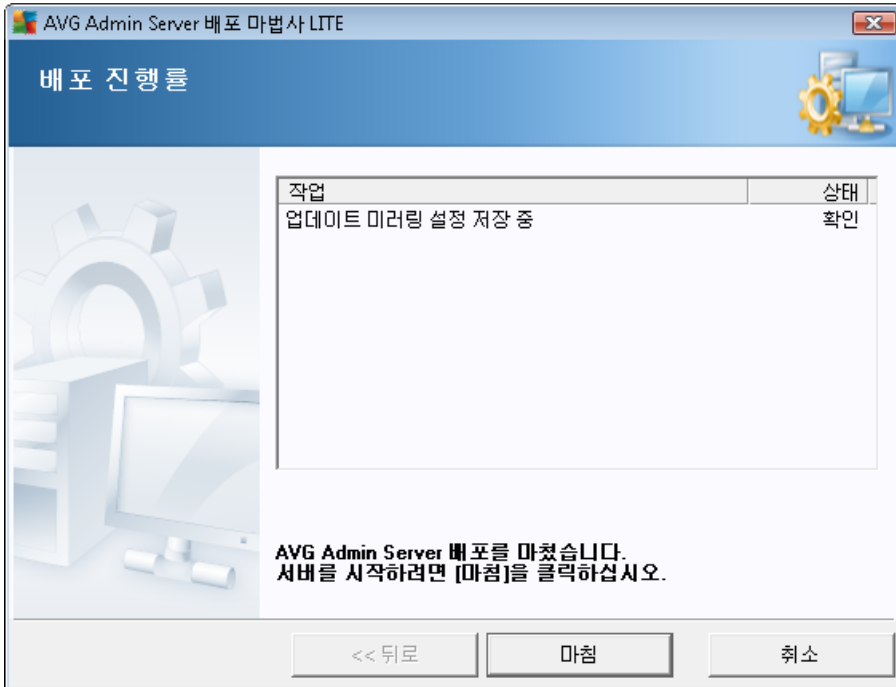 AVG Admin Server 배포 마법사 LITE
배포 진행률
작업 상태
업데이트 미러링 설정 저장 중 확인
AVG Admin Server 배포를 마쳤습니다.
서버를 시작하려면 [마침]을 클릭하십시오.
<< 뒤로 마침 취소